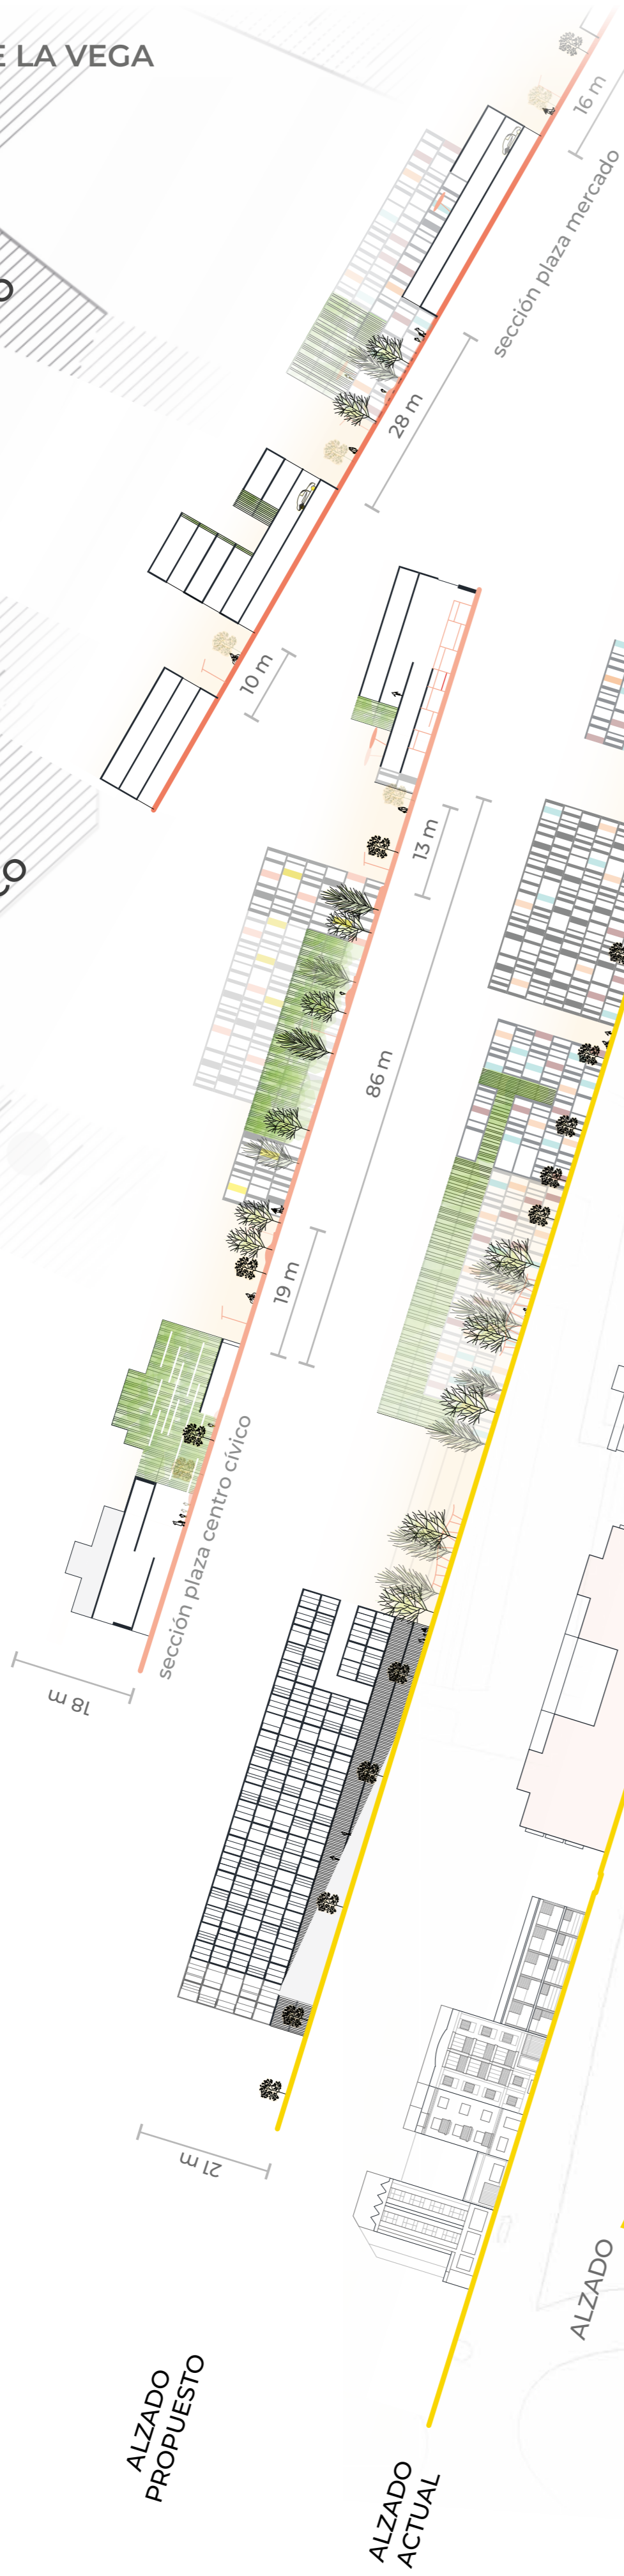 E LA VEGA
16 m
sección plaza mercado
28 m
10 m
13 m
86 m
19 m
sección plaza centro cívico
18 m
21 m
ALZADO
ALZADO
PROPUESTO
ALZADO
ACTUAL